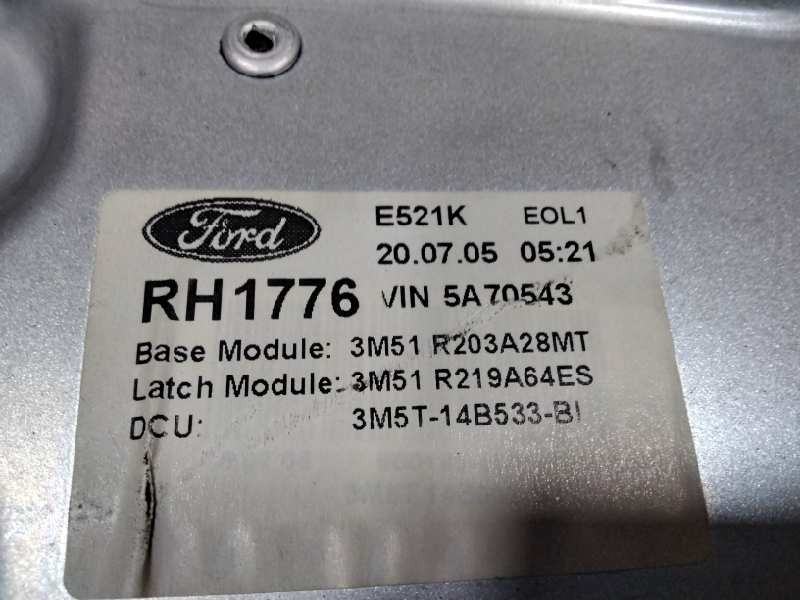 Ford E521K EOL1
20.07.05 05:21
RH1776 VIN 5A70543
Base Module: 3M51 R203A28MT
Latch Module: 3M51 R219A64ES
DCU: 3M5T-14B533-BI